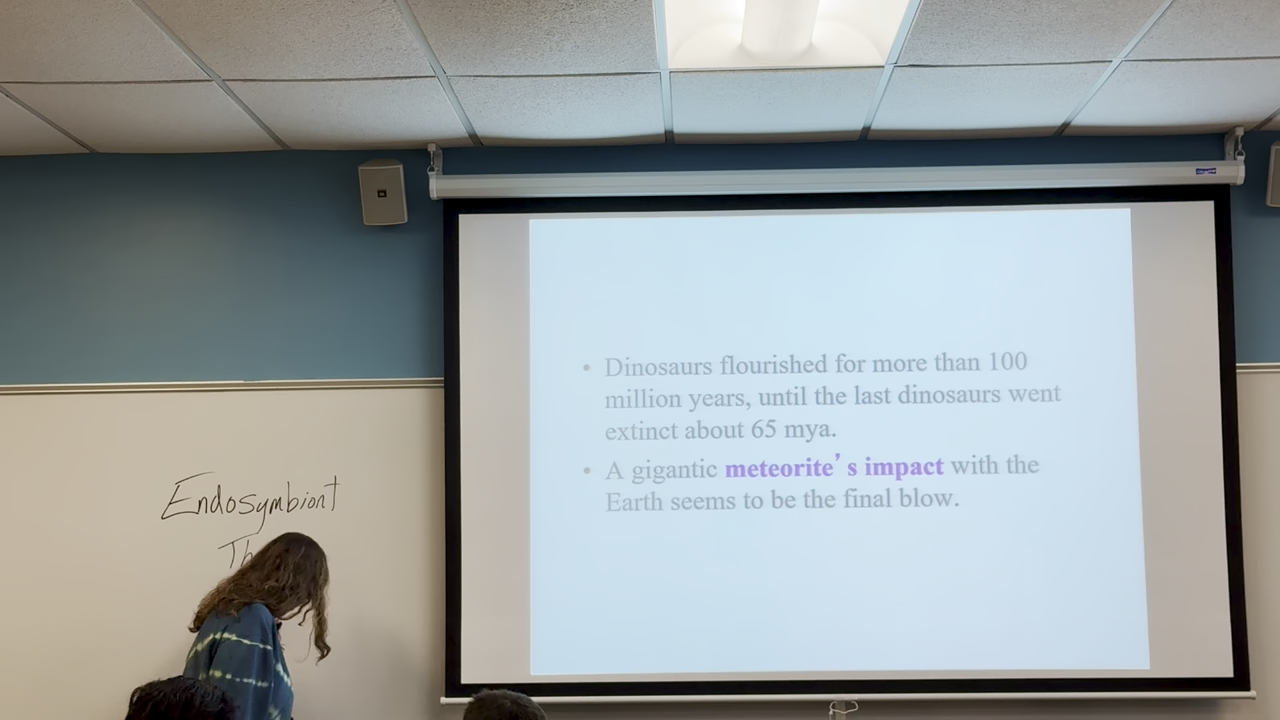 Endosymbiont
• Dinosaurs flourished for more than 100
million years, until the last dinosaurs went
extinct about 65 mya.
• A gigantic meteorite's impact with the
Earth seems to be the final blow.